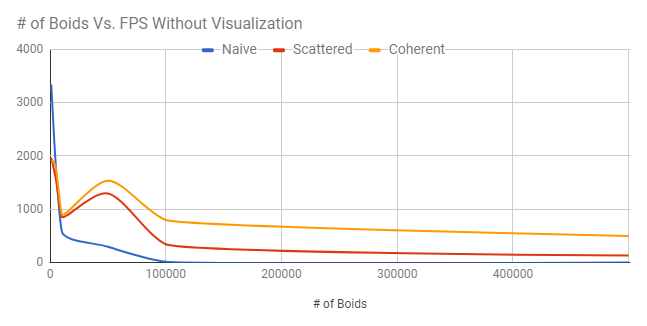 # of Boids Vs. FPS Without Visualization
Naive Scattered Coherent
4000
3000
2000
1000
0
0 100000 200000 300000 400000
# of Boids